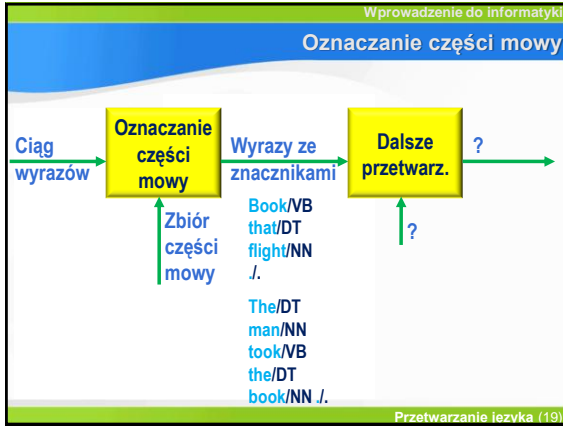 Wprowadzenie do informatyki
Oznaczanie części mowy
Ciąg
wyrazów
Oznaczanie
części
mowy
Zbiór
części
mowy
Wyrazy ze
znacznikami
Book/VB
that/DT
flight/NN
./.
The/DT
man/NN
took/VB
the/DT
book/NN ./.
Dalsze
przetwarz.
?
?
Przetwarzanie języka (19)